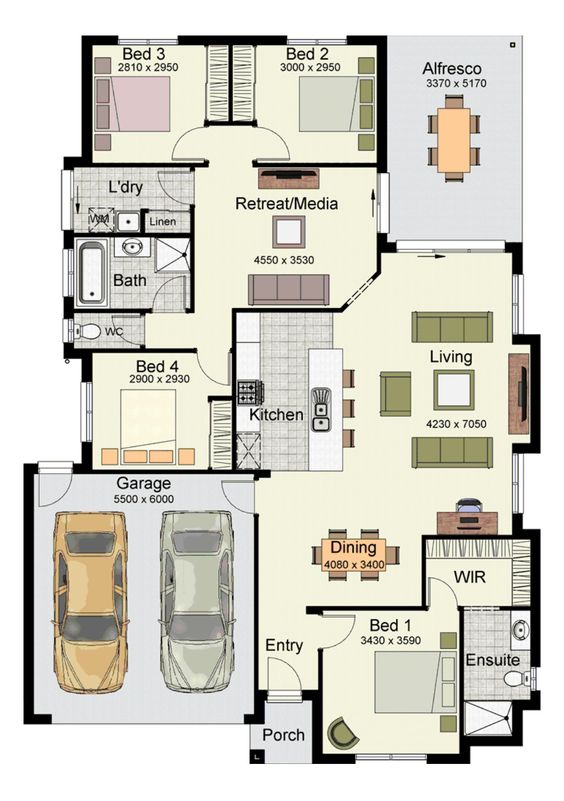 Bed 3
2810 x 2950
Bed 2
3000 x 2950
Alfresco
3370 x 5170
L'dry
WM
Linen
Retreat/Media
4550 x 3530
Bath
WC
Bed 4
2900 x 2930
Kitchen
Living
4230 x 7050
Garage
5500 x 6000
Dining
4080 x 3400
WIR
Bed 1
3430 x 3590
Entry
Ensuite
Porch
L